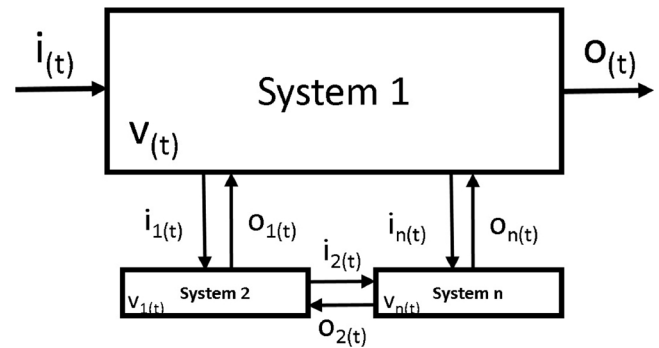 i(t)
o(t)
System 1
v(t)
i1(t)
o1(t)
in(t)
on(t)
i2(t)
System 2
v1(t)
System n
vn(t)
o2(t)